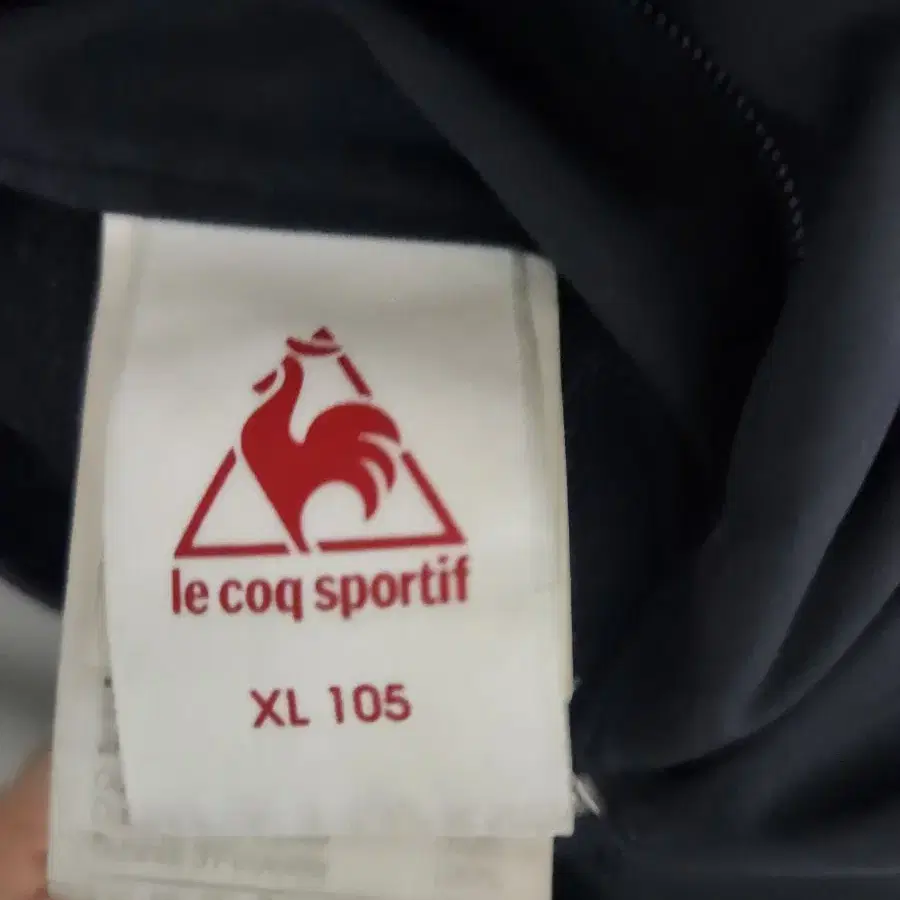 le coq sportif
XL 105